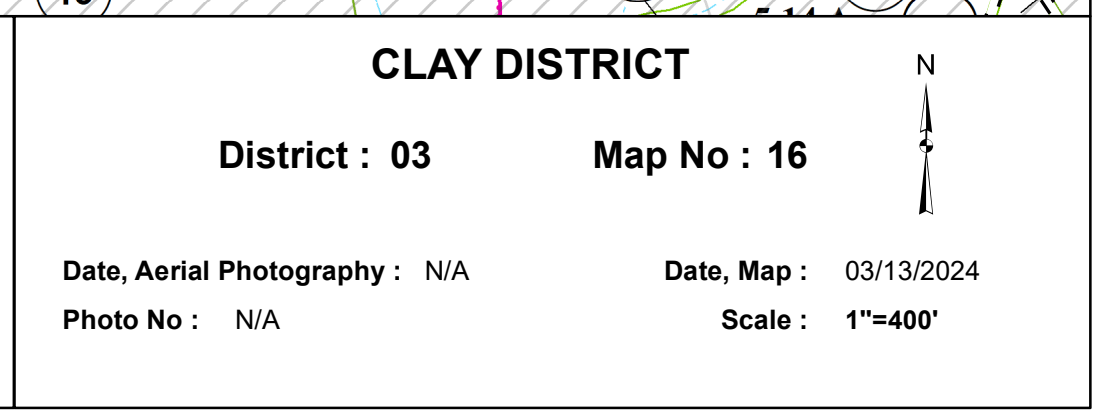 CLAY DISTRICT
N
District : 03 Map No : 16
Date, Aerial Photography : N/A Date, Map : 03/13/2024
Photo No : N/A Scale : 1"=400'